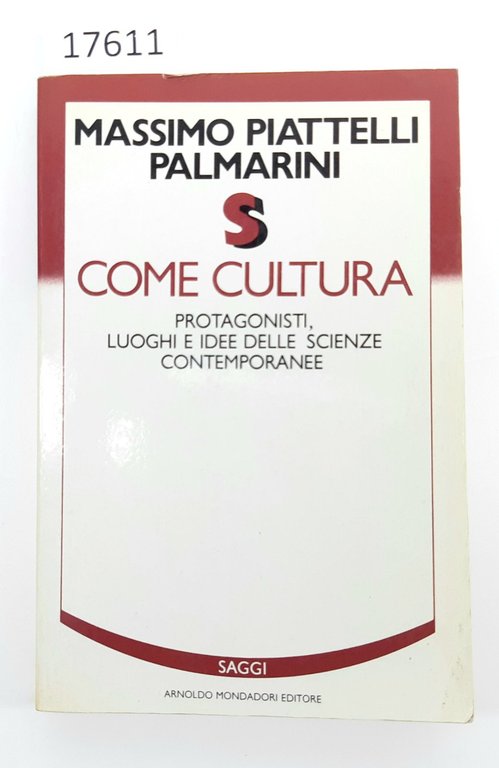 17611
MASSIMO PIATTELLI
PALMARINI
S
COME CULTURA
PROTAGONISTI,
LUOGHI E IDEE DELLE SCIENZE
CONTEMPORANEE
SAGGI
ARNOLDO MONDADORI EDITORE